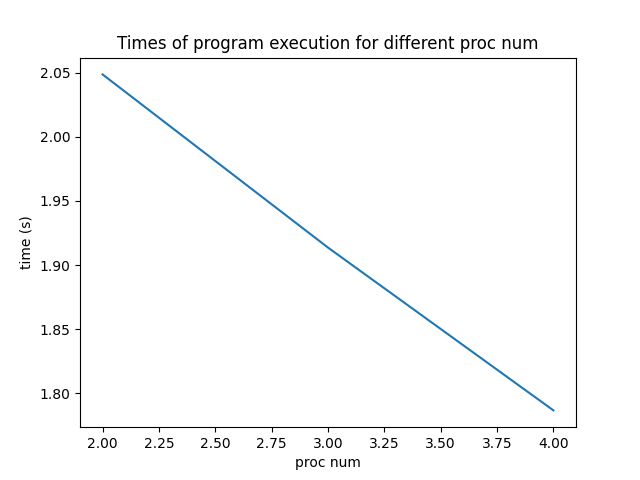 Times of program execution for different proc num
2.05
2.00
1.95
1.90
1.85
1.80
time (s)
2.00 2.25 2.50 2.75 3.00 3.25 3.50 3.75 4.00
proc num